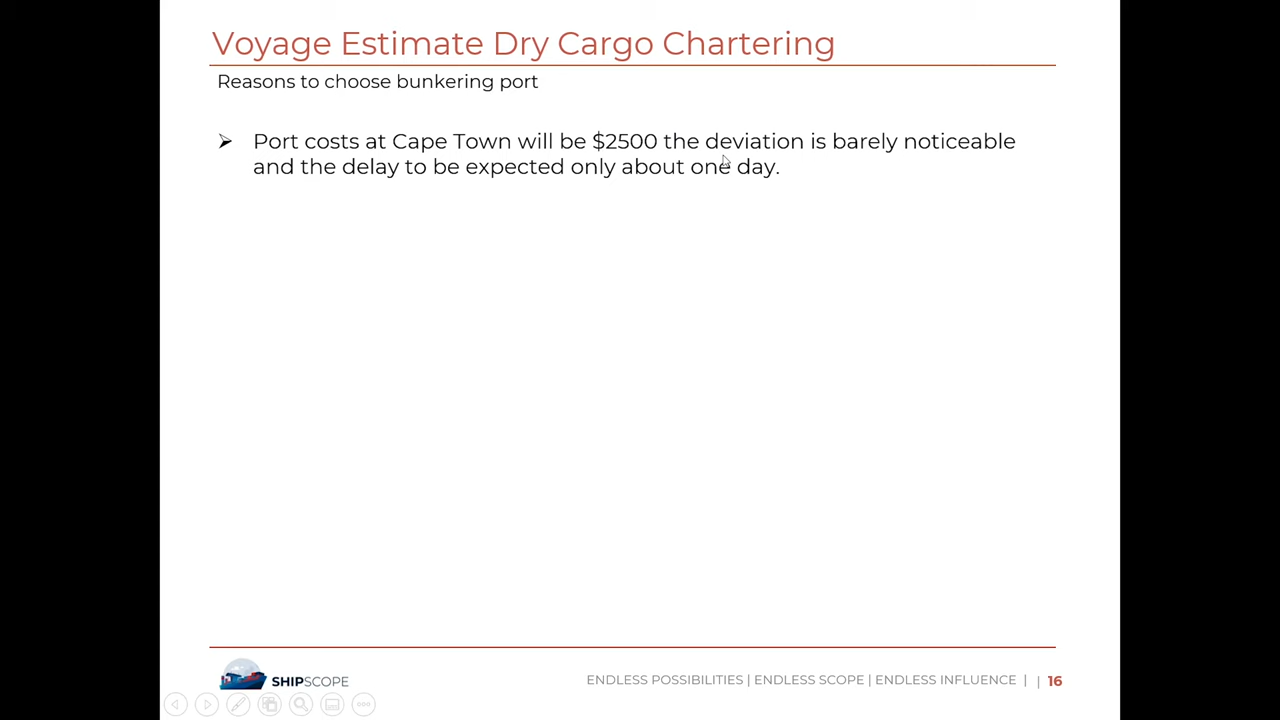 Voyage Estimate Dry Cargo Chartering
Reasons to choose bunkering port
➢ Port costs at Cape Town will be $2500 the deviation is barely noticeable
and the delay to be expected only about one day.
SHIPSCOPE
ENDLESS POSSIBILITIES | ENDLESS SCOPE | ENDLESS INFLUENCE | | 16